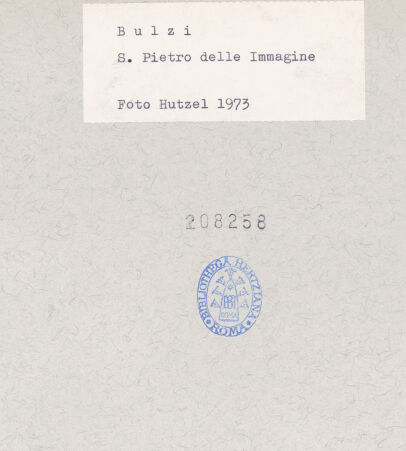 B u l z i
S. Pietro delle Immagine
Foto Hutzel 1973
208258
BIBLIOTHECA HERTZIANA
ROMA